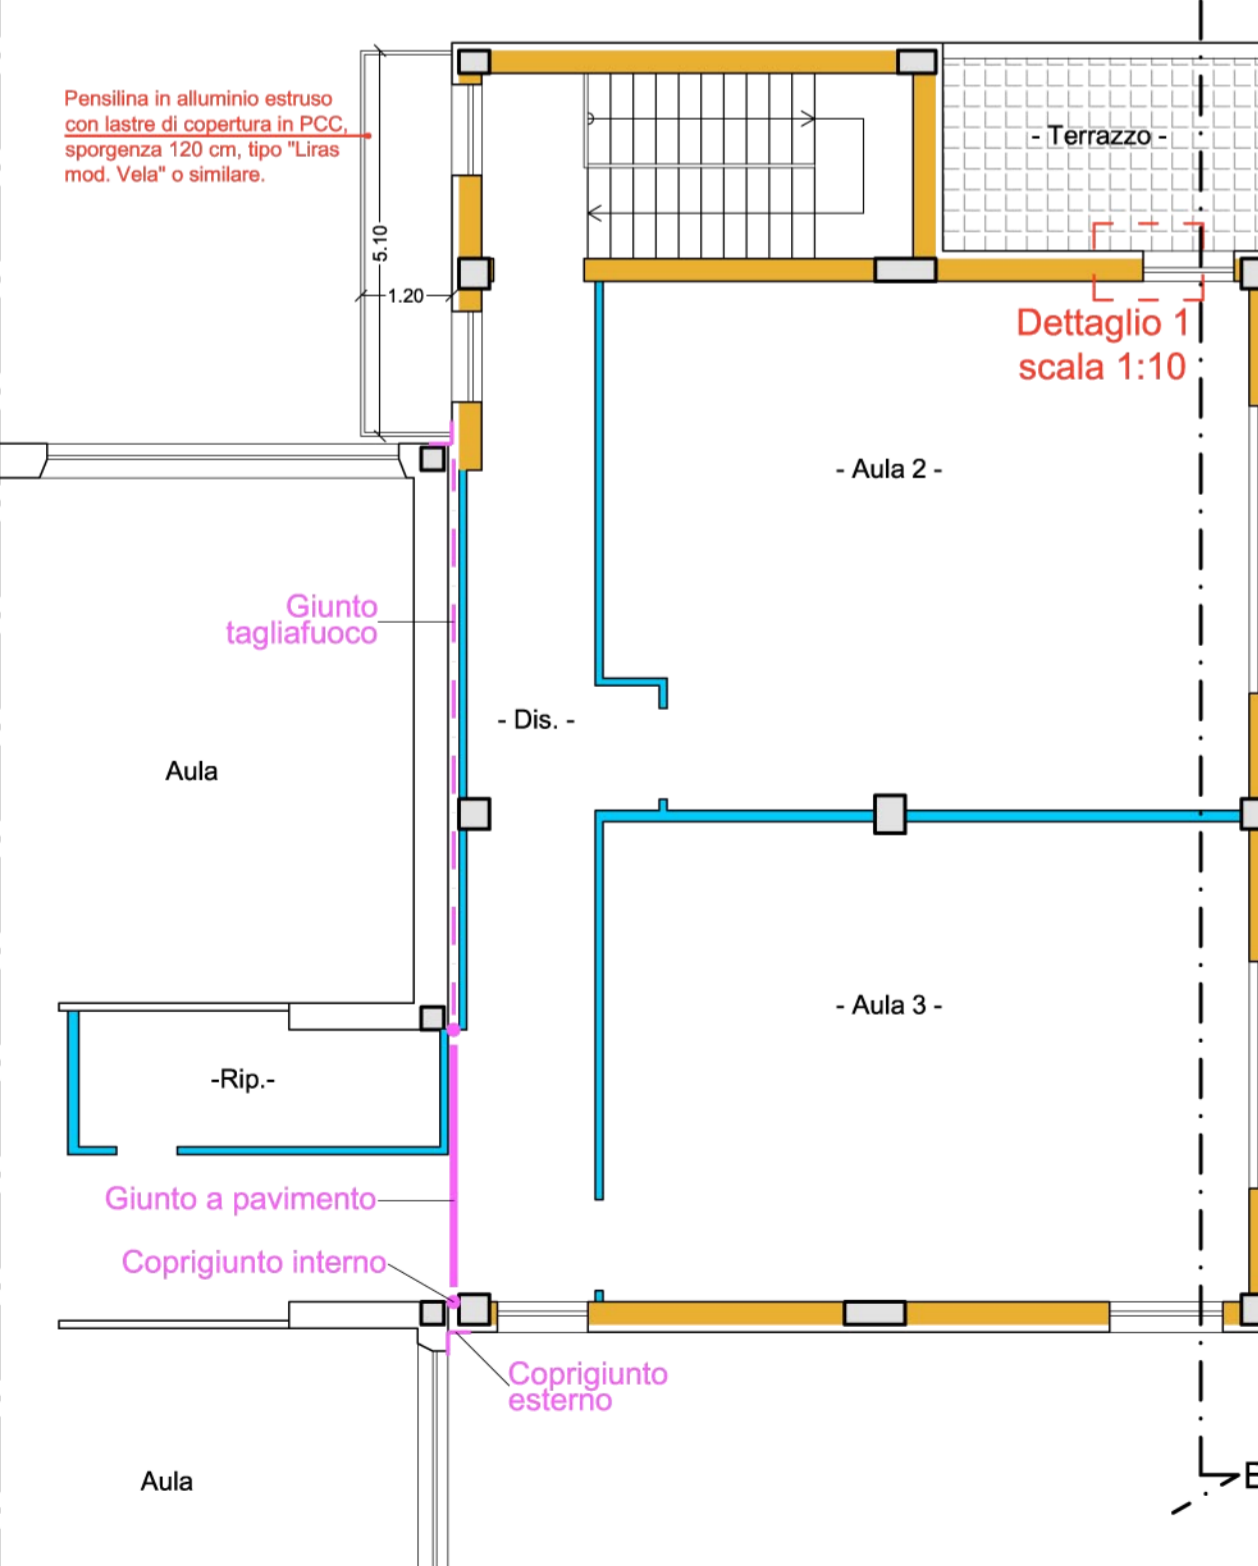 Pensilina in alluminio estruso
con lastre di copertura in PCC,
sporgenza 120 cm, tipo "Liras
mod. Vela" o similare.
- Terrazzo -
5.10
1.20
Dettaglio 1
scala 1:10
- Aula 2 -
Giunto
tagliafuoco
- Dis. -
Aula
- Aula 3 -
-Rip.-
Giunto a pavimento
Coprigiunto interno
Coprigiunto
esterno
Aula